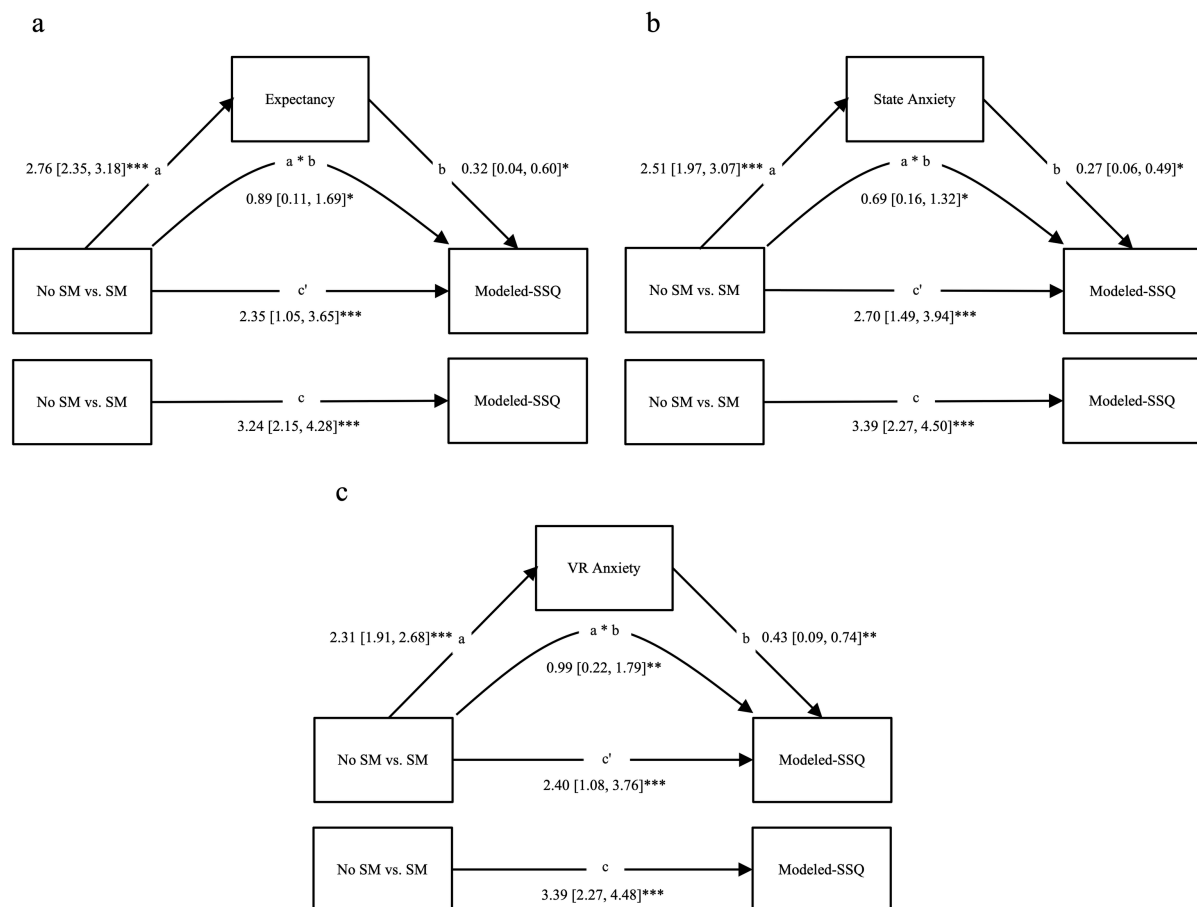 a
Expectancy
2.76 [2.35, 3.18]*** a
a * b
b 0.32 [0.04, 0.60]*
0.89 [0.11, 1.69]*
No SM vs. SM
c'
Modeled-SSQ
2.35 [1.05, 3.65]***
No SM vs. SM
c
Modeled-SSQ
3.24 [2.15, 4.28]***
b
State Anxiety
2.51 [1.97, 3.07]*** a
a * b
b 0.27 [0.06, 0.49]*
0.69 [0.16, 1.32]*
No SM vs. SM
c'
Modeled-SSQ
2.70 [1.49, 3.94]***
No SM vs. SM
c
Modeled-SSQ
3.39 [2.27, 4.50]***
c
VR Anxiety
2.31 [1.91, 2.68]*** a
a * b
b 0.43 [0.09, 0.74]**
0.99 [0.22, 1.79]**
No SM vs. SM
c'
Modeled-SSQ
2.40 [1.08, 3.76]***
No SM vs. SM
c
Modeled-SSQ
3.39 [2.27, 4.48]***